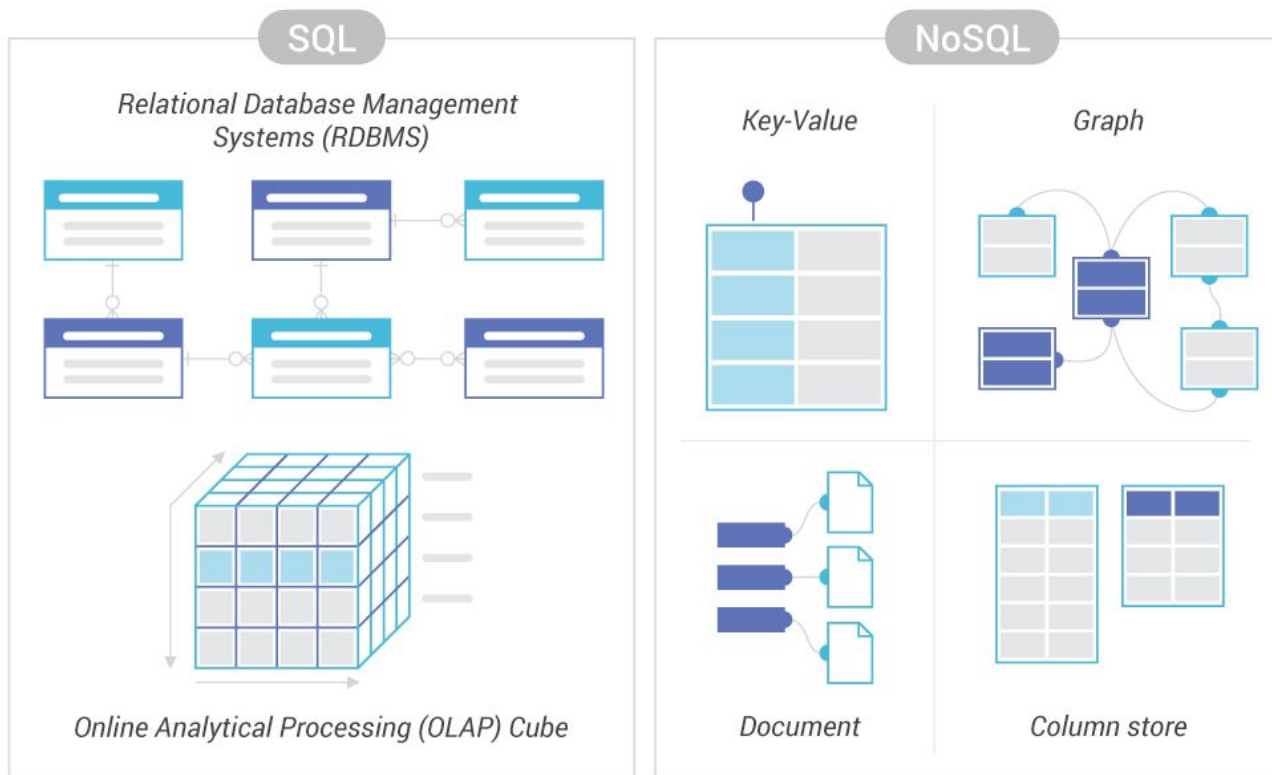 SQL
Relational Database Management
Systems (RDBMS)
Online Analytical Processing (OLAP) Cube
NoSQL
Key-Value
Graph
Document
Column store